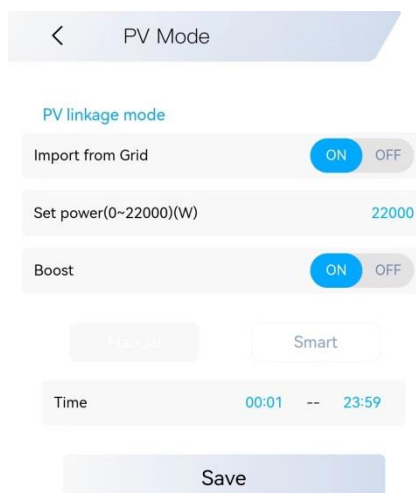 PV Mode
PV linkage mode
Import from Grid ON OFF
Set power(0~22000)(W) 22000
Boost ON OFF
Manual Smart
Time 00:01 -- 23:59
Save